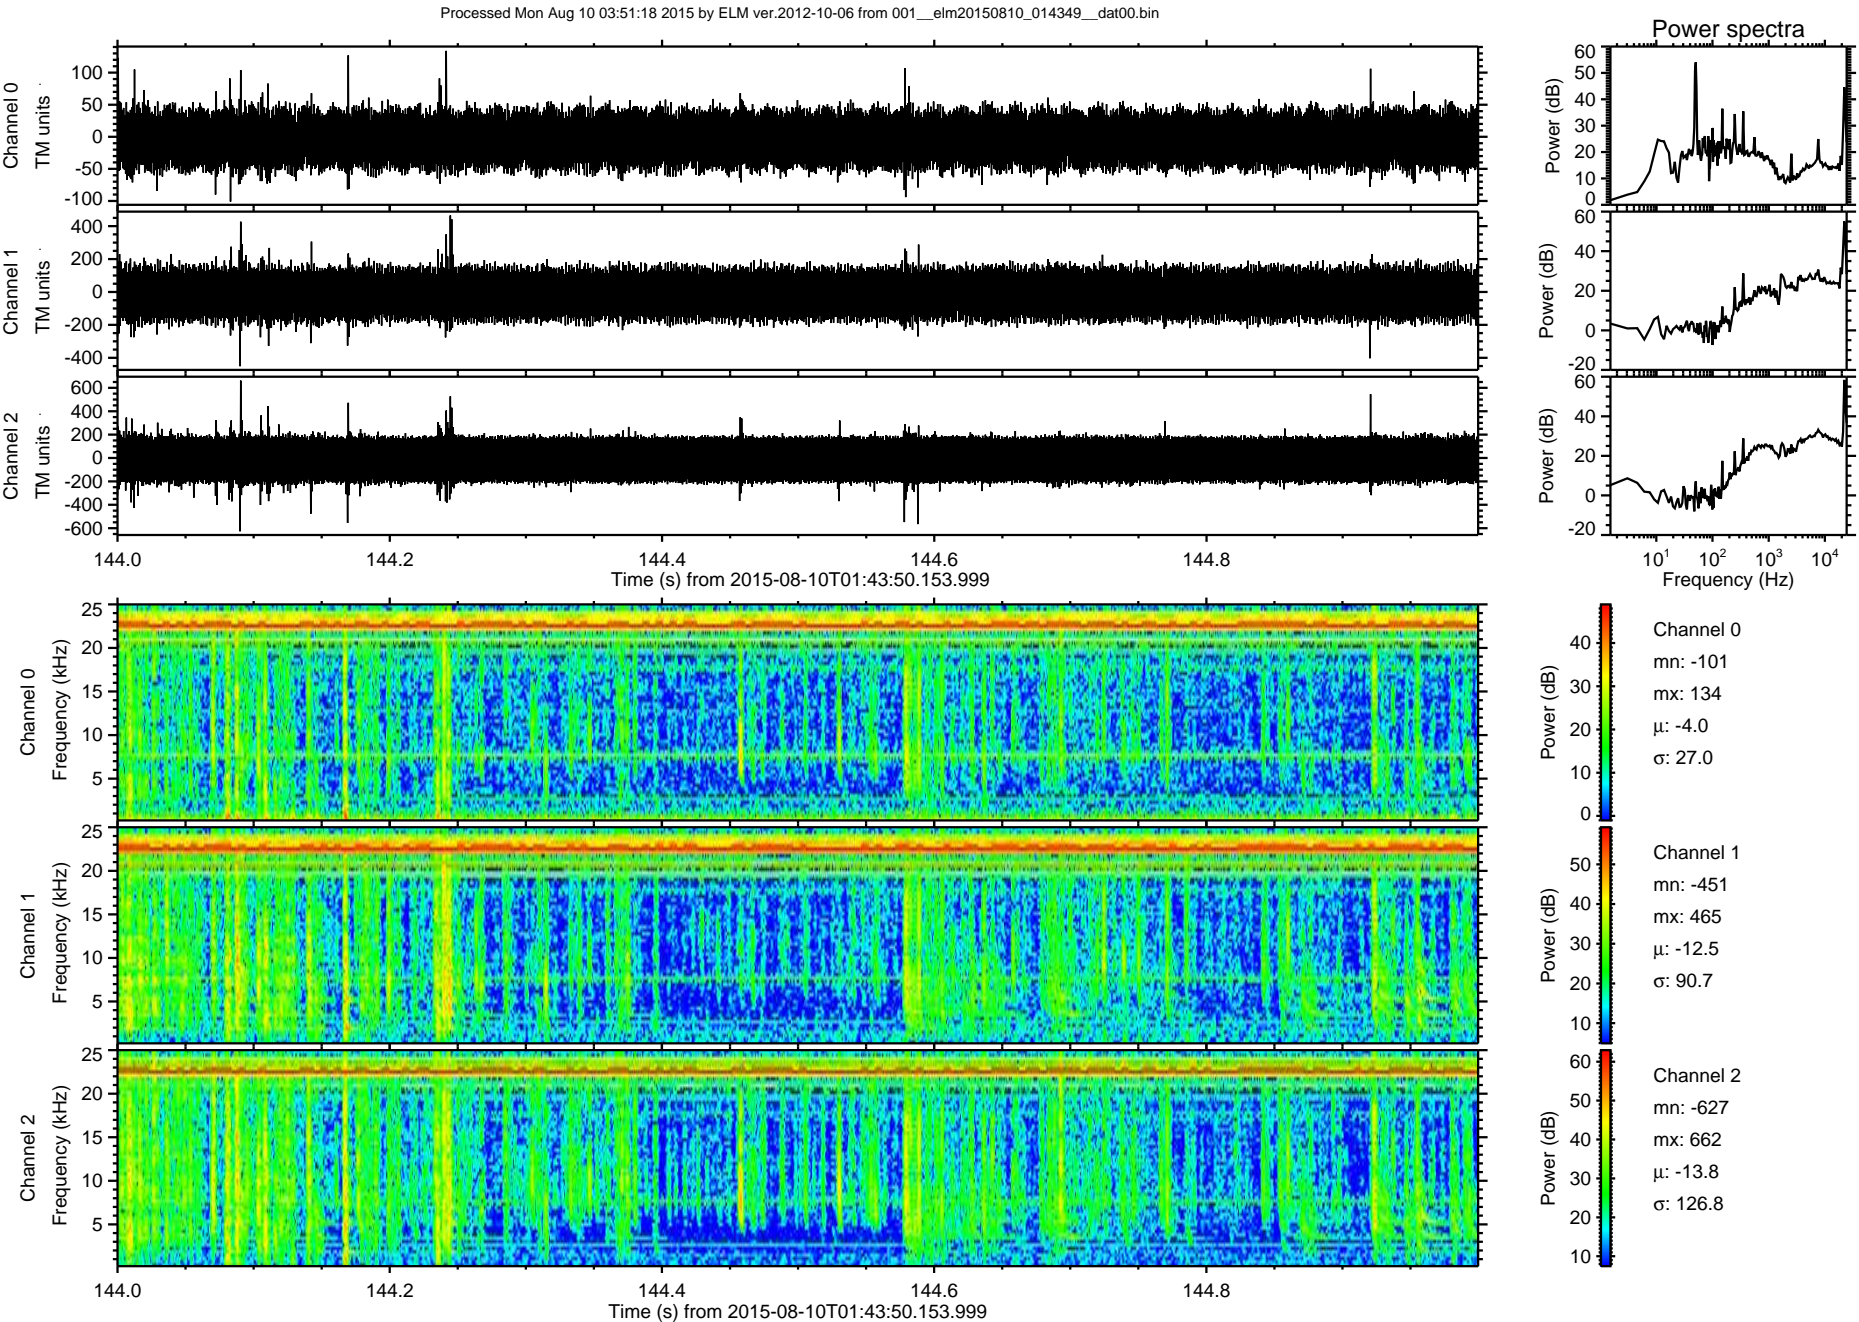 Processed Mon Aug 10 03:51:18 2015 by ELM ver.2012-10-06 from 001__elm20150810_014349__dat00.bin
Power spectra
Channel 0
TM units
100
50
0
-50
-100
Power (dB)
60
50
40
30
20
10
0
Channel 1
TM units
400
200
0
-200
-400
Power (dB)
60
40
20
0
-20
Channel 2
TM units
600
400
200
0
-200
-400
-600
Power (dB)
60
40
20
0
-20
144.0 144.2 144.4 144.6 144.8
Time (s) from 2015-08-10T01:43:50.153.999
10¹ 10² 10³ 10⁴
Frequency (Hz)
Channel 0
Frequency (kHz)
25
20
15
10
5
Power (dB)
40
30
20
10
0
Channel 0
mn: -101
mx: 134
µ: -4.0
σ: 27.0
Channel 1
Frequency (kHz)
25
20
15
10
5
Power (dB)
50
40
30
20
10
Channel 1
mn: -451
mx: 465
µ: -12.5
σ: 90.7
Channel 2
Frequency (kHz)
25
20
15
10
5
Power (dB)
60
50
40
30
20
10
Channel 2
mn: -627
mx: 662
µ: -13.8
σ: 126.8
144.0 144.2 144.4 144.6 144.8
Time (s) from 2015-08-10T01:43:50.153.999